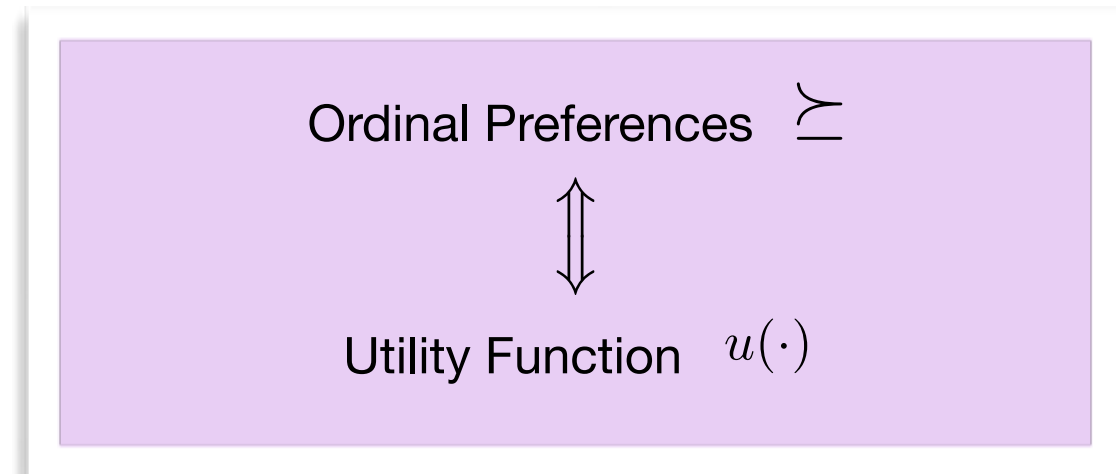 Ordinal Preferences ⪰
⇕
Utility Function u(·)